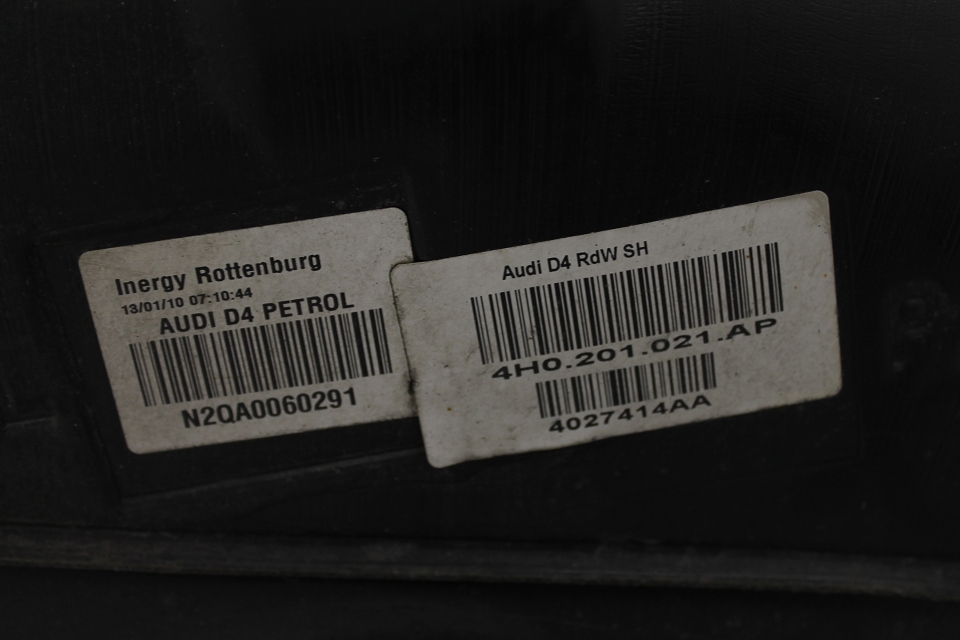 Inergy Rottenburg
13/01/10 07:10:44
AUDI D4 PETROL
N2QA0060291
Audi D4 RdW SH
4H0.201.021.AP
4027414AA